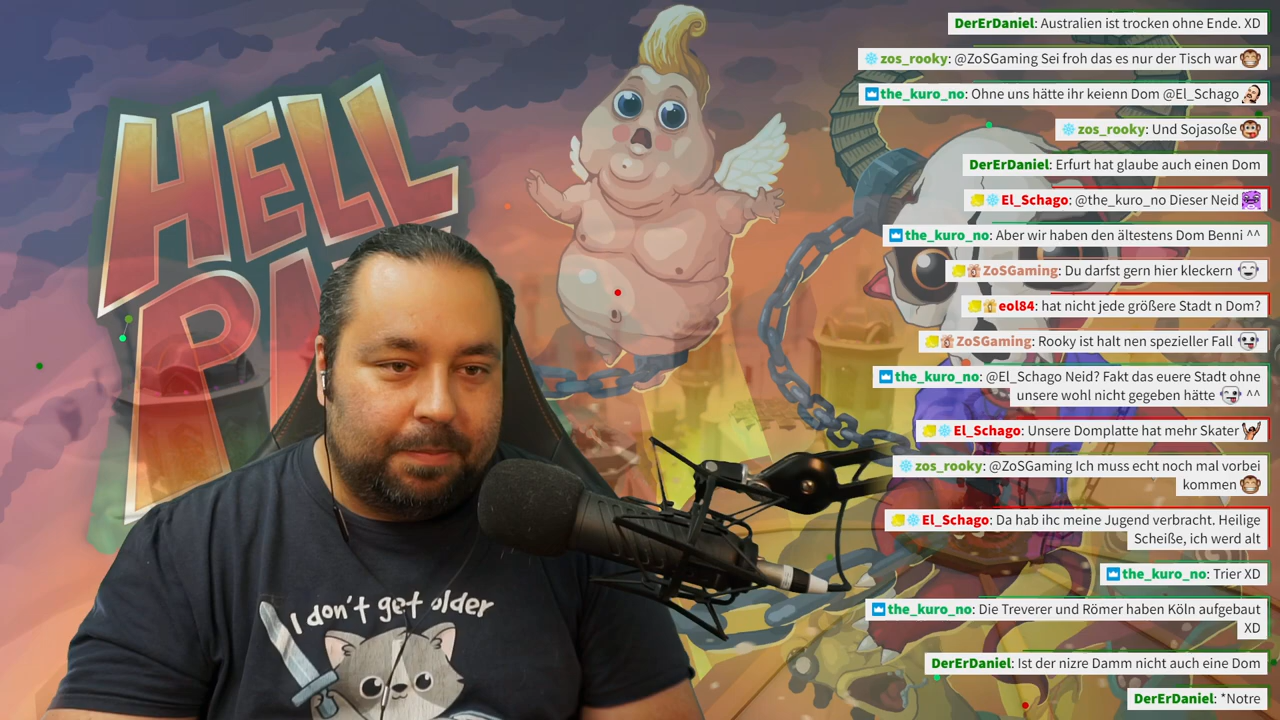 HELL
PI
I don't get older
DerErDaniel: Australien ist trocken ohne Ende. XD
zos_rooky: @ZoSGaming Sei froh das es nur der Tisch war
the_kuro_no: Ohne uns hätte ihr keienn Dom @El_Schago
zos_rooky: Und Sojasoße
DerErDaniel: Erfurt hat glaube auch einen Dom
El_Schago: @the_kuro_no Dieser Neid
the_kuro_no: Aber wir haben den ältestens Dom Benni ^^
ZoSGaming: Du darfst gern hier kleckern
eol84: hat nicht jede größere Stadt n Dom?
ZoSGaming: Rooky ist halt nen spezieller Fall
the_kuro_no: @El_Schago Neid? Fakt das euere Stadt ohne
unsere wohl nicht gegeben hätte ^^
El_Schago: Unsere Domplatte hat mehr Skater
zos_rooky: @ZoSGaming Ich muss echt noch mal vorbei
kommen
El_Schago: Da hab ihc meine Jugend verbracht. Heilige
Scheiße, ich werd alt
the_kuro_no: Trier XD
the_kuro_no: Die Treverer und Römer haben Köln aufgebaut
XD
DerErDaniel: Ist der nizre Damm nicht auch eine Dom
DerErDaniel: *Notre